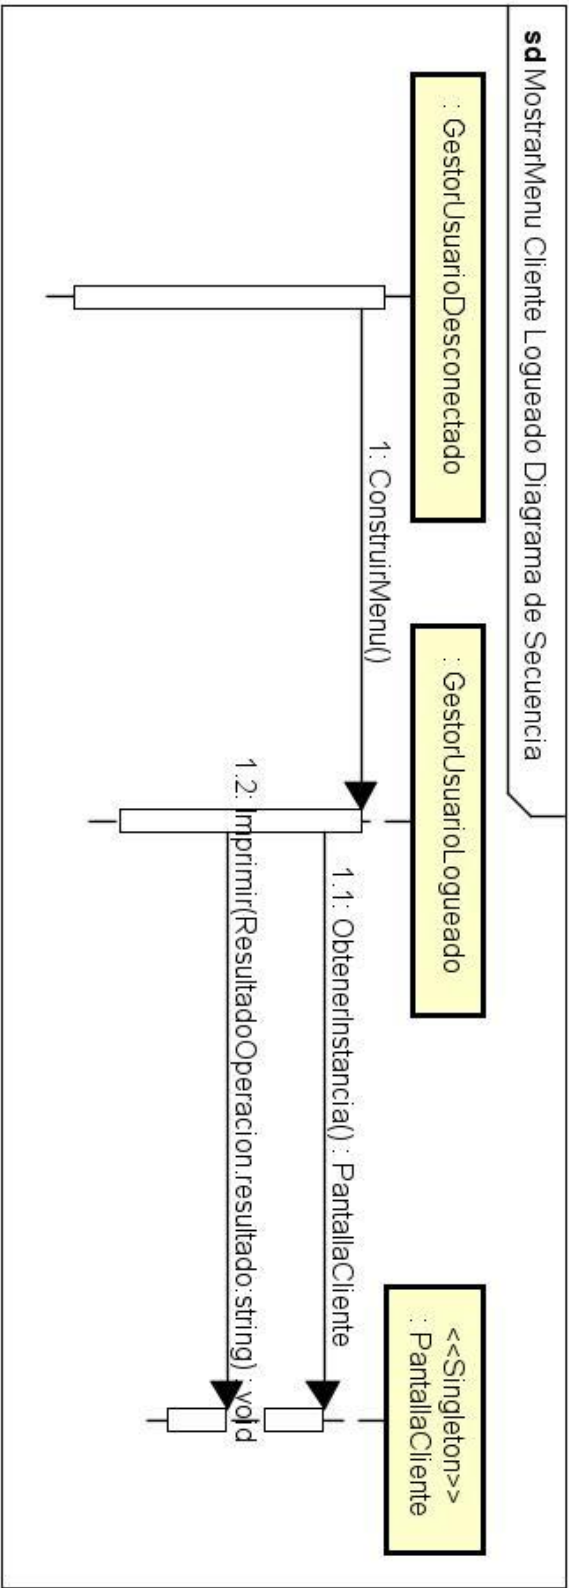 sd MostrarMenu Cliente Logueado Diagrama de Secuencia
: GestorUsuarioDesconectado
: GestorUsuarioLogueado
<<Singleton>>
: PantallaCliente
1: ConstruirMenu()
1.1: ObtenerInstancia() : PantallaCliente
1.2: Imprimir(ResultadoOperacion.resultado:string) : void